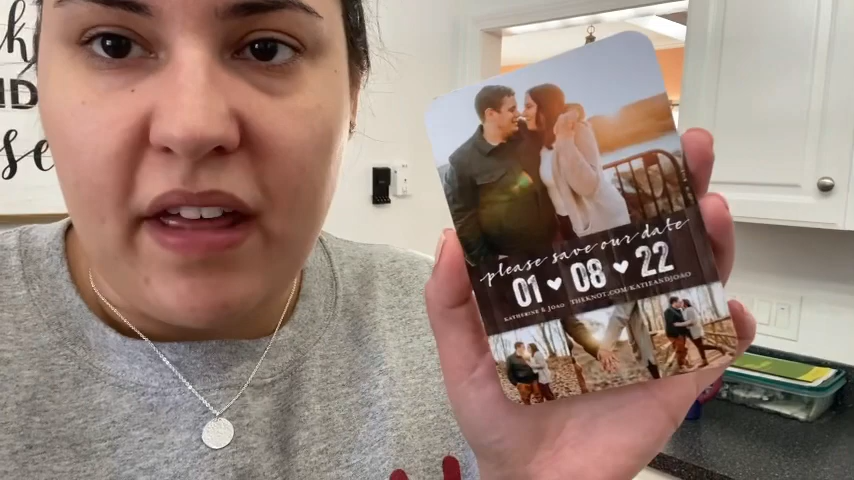 please save our date
01 ♥ 08 ♥ 22
KATHERINE & JOAO THEKNOT.COM/KATIEANDJOAO